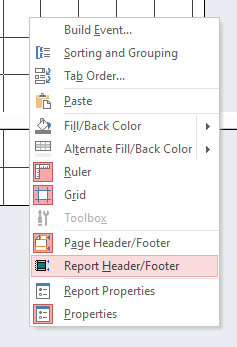 Build Event...
Sorting and Grouping
Tab Order...
Paste
Fill/Back Color
Alternate Fill/Back Color
Ruler
Grid
Toolbox
Page Header/Footer
Report Header/Footer
Report Properties
Properties